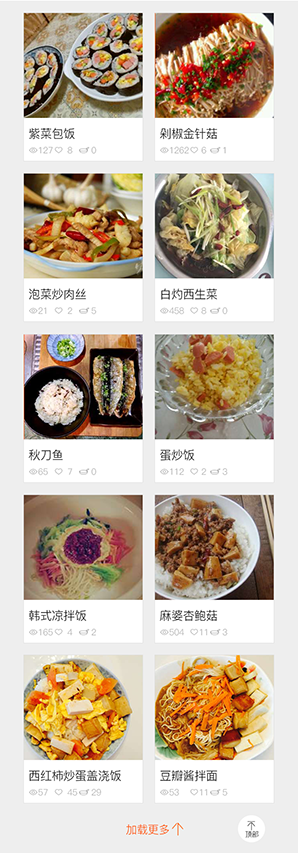 紫菜包饭
剁椒金针菇
127 8 0
1262 6 1
泡菜炒肉丝
白灼西生菜
21 2 5
458 8 0
秋刀鱼
蛋炒饭
65 7 0
112 2 3
韩式凉拌饭
麻婆杏鲍菇
165 4 2
504 11 3
西红柿炒蛋盖浇饭
豆瓣酱拌面
57 45 29
53 11 5
加载更多
顶部